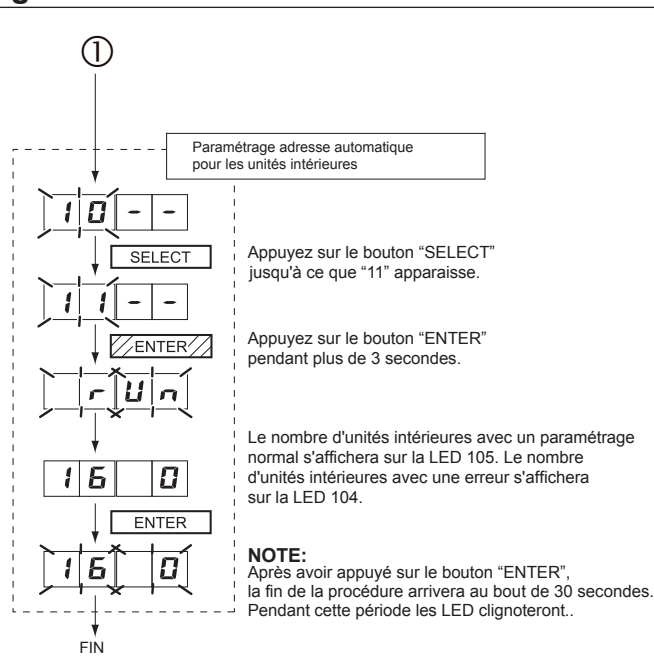 ①
Paramétrage adresse automatique
pour les unités intérieures
10--
SELECT
Appuyez sur le bouton “SELECT”
jusqu'à ce que “11” apparaisse.
11--
ENTER
Appuyez sur le bouton “ENTER”
pendant plus de 3 secondes.
rUn
Le nombre d'unités intérieures avec un paramétrage
normal s'affichera sur la LED 105. Le nombre
d'unités intérieures avec une erreur s'affichera
sur la LED 104.
16 0
ENTER
16 0
NOTE:
Après avoir appuyé sur le bouton “ENTER”,
la fin de la procédure arrivera au bout de 30 secondes.
Pendant cette période les LED clignoteront..
FIN